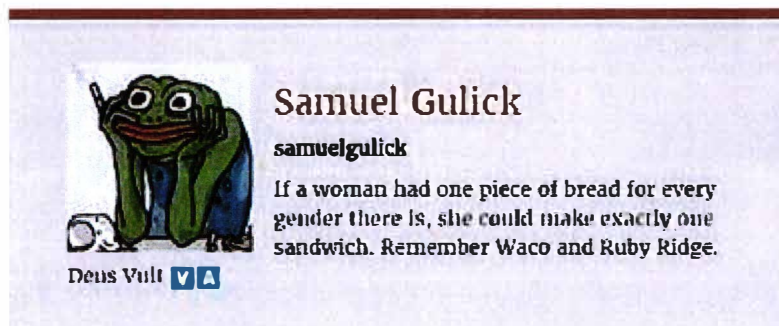 Samuel Gulick
samuelgulick
If a woman had one piece of bread for every
gender there is, she could make exactly one
sandwich. Remember Waco and Ruby Ridge.
Deus Vult V A